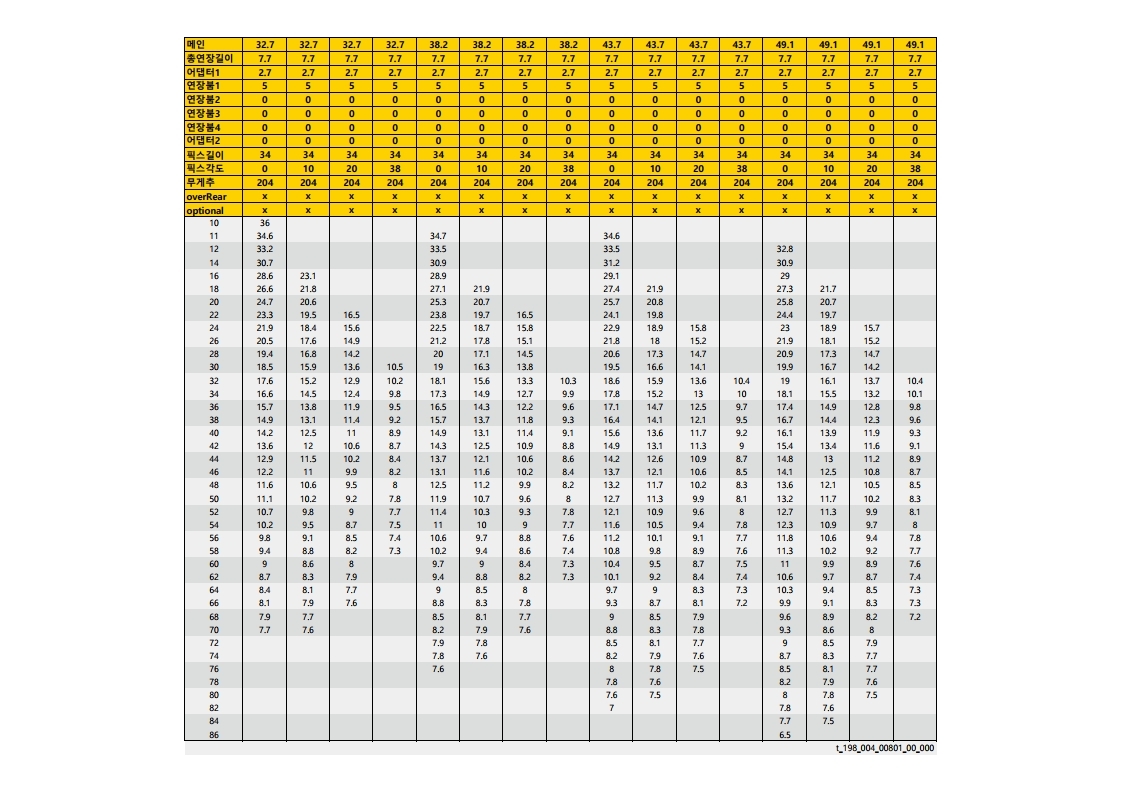 메인 32.7 32.7 32.7 32.7 38.2 38.2 38.2 38.2 43.7 43.7 43.7 43.7 49.1 49.1 49.1 49.1
총연장길이 7.7 7.7 7.7 7.7 7.7 7.7 7.7 7.7 7.7 7.7 7.7 7.7 7.7 7.7 7.7 7.7
어댑터1 2.7 2.7 2.7 2.7 2.7 2.7 2.7 2.7 2.7 2.7 2.7 2.7 2.7 2.7 2.7 2.7
연장붐1 5 5 5 5 5 5 5 5 5 5 5 5 5 5 5 5
연장붐2 0 0 0 0 0 0 0 0 0 0 0 0 0 0 0 0
연장붐3 0 0 0 0 0 0 0 0 0 0 0 0 0 0 0 0
연장붐4 0 0 0 0 0 0 0 0 0 0 0 0 0 0 0 0
어댑터2 0 0 0 0 0 0 0 0 0 0 0 0 0 0 0 0
픽스길이 34 34 34 34 34 34 34 34 34 34 34 34 34 34 34 34
픽스각도 0 10 20 38 0 10 20 38 0 10 20 38 0 10 20 38
무게추 204 204 204 204 204 204 204 204 204 204 204 204 204 204 204 204
overRear x x x x x x x x x x x x x x x x
optional x x x x x x x x x x x x x x x x
10 36
11 34.6 34.7 34.6
12 33.2 33.5 33.5 32.8
14 30.7 30.9 31.2 30.9
16 28.6 23.1 28.9 29.1 29
18 26.6 21.8 27.1 21.9 27.4 21.9 27.3 21.7
20 24.7 20.6 25.3 20.7 25.7 20.8 25.8 20.7
22 23.3 19.5 16.5 23.8 19.7 16.5 24.1 19.8 24.4 19.7
24 21.9 18.4 15.6 22.5 18.7 15.8 22.9 18.9 15.8 23 18.9 15.7
26 20.5 17.6 14.9 21.2 17.8 15.1 21.8 18 15.2 21.9 18.1 15.2
28 19.4 16.8 14.2 20 17.1 14.5 20.6 17.3 14.7 20.9 17.3 14.7
30 18.5 15.9 13.6 10.5 19 16.3 13.8 19.5 16.6 14.1 19.9 16.7 14.2
32 17.6 15.2 12.9 10.2 18.1 15.6 13.3 10.3 18.6 15.9 13.6 10.4 19 16.1 13.7 10.4
34 16.6 14.5 12.4 9.8 17.3 14.9 12.7 9.9 17.8 15.2 13 10 18.1 15.5 13.2 10.1
36 15.7 13.8 11.9 9.5 16.5 14.3 12.2 9.6 17.1 14.7 12.5 9.7 17.4 14.9 12.8 9.8
38 14.9 13.1 11.4 9.2 15.7 13.7 11.8 9.3 16.4 14.1 12.1 9.5 16.7 14.4 12.3 9.6
40 14.2 12.5 11 8.9 14.9 13.1 11.4 9.1 15.6 13.6 11.7 9.2 16.1 13.9 11.9 9.3
42 13.6 12 10.6 8.7 14.3 12.5 10.9 8.8 14.9 13.1 11.3 9 15.4 13.4 11.6 9.1
44 12.9 11.5 10.2 8.4 13.7 12.1 10.6 8.6 14.2 12.6 10.9 8.7 14.8 13 11.2 8.9
46 12.2 11 9.9 8.2 13.1 11.6 10.2 8.4 13.7 12.1 10.6 8.5 14.1 12.5 10.8 8.7
48 11.6 10.6 9.5 8 12.5 11.2 9.9 8.2 13.2 11.7 10.2 8.3 13.6 12.1 10.5 8.5
50 11.1 10.2 9.2 7.8 11.9 10.7 9.6 8 12.7 11.3 9.9 8.1 13.2 11.7 10.2 8.3
52 10.7 9.8 9 7.7 11.4 10.3 9.3 7.8 12.1 10.9 9.6 8 12.7 11.3 9.9 8.1
54 10.2 9.5 8.7 7.5 11 10 9 7.7 11.6 10.5 9.4 7.8 12.3 10.9 9.7 8
56 9.8 9.1 8.5 7.4 10.6 9.7 8.8 7.6 11.2 10.1 9.1 7.7 11.8 10.6 9.4 7.8
58 9.4 8.8 8.2 7.3 10.2 9.4 8.6 7.4 10.8 9.8 8.9 7.6 11.3 10.2 9.2 7.7
60 9 8.6 8 9.7 9 8.4 7.3 10.4 9.5 8.7 7.5 11 9.9 8.9 7.6
62 8.7 8.3 7.9 9.4 8.8 8.2 7.3 10.1 9.2 8.4 7.4 10.6 9.7 8.7 7.4
64 8.4 8.1 7.7 9 8.5 8 9.7 9 8.3 7.3 10.3 9.4 8.5 7.3
66 8.1 7.9 7.6 8.8 8.3 7.8 9.3 8.7 8.1 7.2 9.9 9.1 8.3 7.3
68 7.9 7.7 8.5 8.1 7.7 9 8.5 7.9 9.6 8.9 8.2 7.2
70 7.7 7.6 8.2 7.9 7.6 8.8 8.3 7.8 9.3 8.6 8
72 7.9 7.8 8.5 8.1 7.7 9 8.5 7.9
74 7.8 7.6 8.2 7.9 7.6 8.7 8.3 7.7
76 7.6 8 7.8 7.5 8.5 8.1 7.7
78 7.8 7.6 8.2 7.9 7.6
80 7.6 7.5 8 7.8 7.5
82 7 7.8 7.6
84 7.7 7.5
86 6.5
t_198_004_00801_00_000